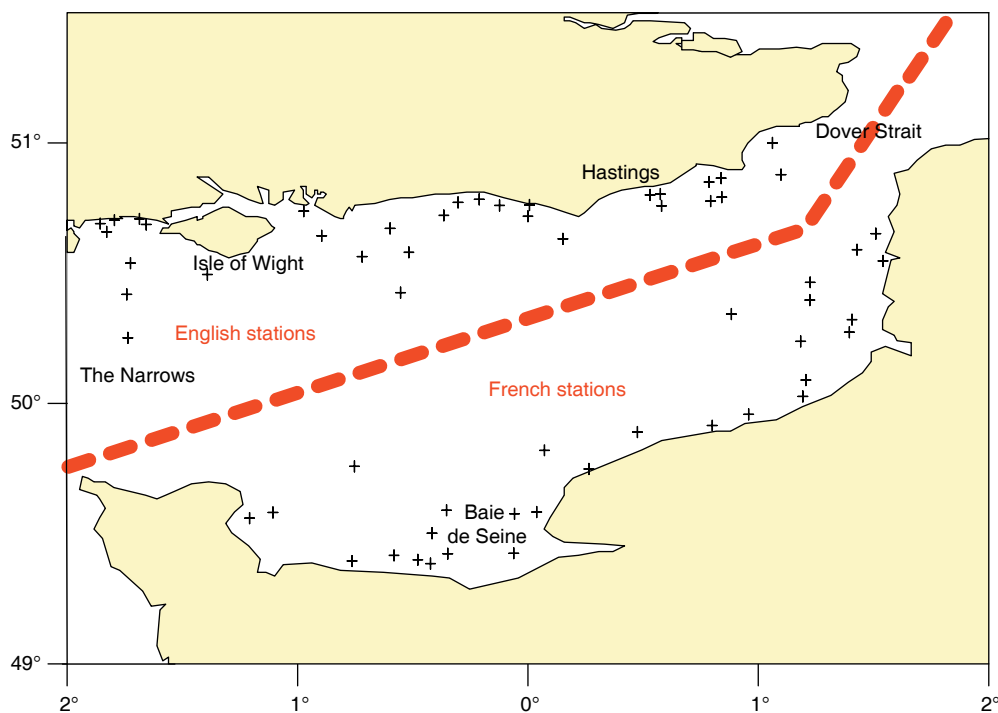 51°
Dover Strait
Hastings
Isle of Wight
English stations
The Narrows
French stations
50°
Baie
de Seine
49°
2° 1° 0° 1° 2°